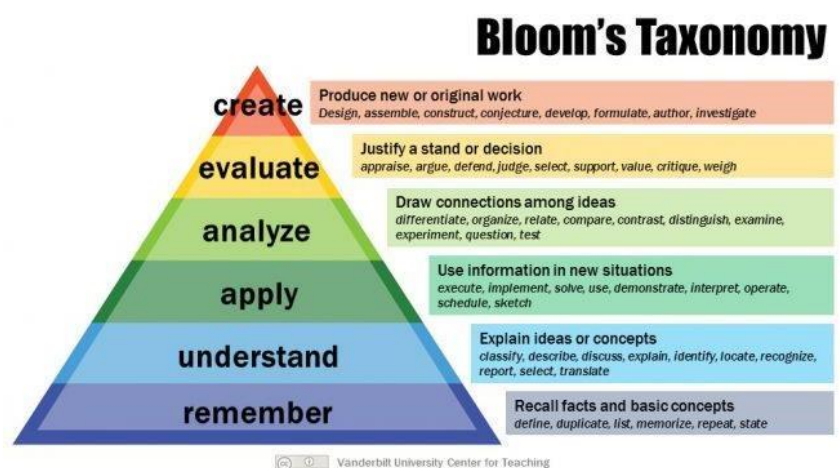 Bloom's Taxonomy
create
Produce new or original work
Design, assemble, construct, conjecture, develop, formulate, author, investigate
evaluate
Justify a stand or decision
appraise, argue, defend, judge, select, support, value, critique, weigh
analyze
Draw connections among ideas
differentiate, organize, relate, compare, contrast, distinguish, examine,
experiment, question, test
apply
Use information in new situations
execute, implement, solve, use, demonstrate, interpret, operate,
schedule, sketch
understand
Explain ideas or concepts
classify, describe, discuss, explain, identify, locate, recognize,
report, select, translate
remember
Recall facts and basic concepts
define, duplicate, list, memorize, repeat, state
cc Vanderbilt University Center for Teaching